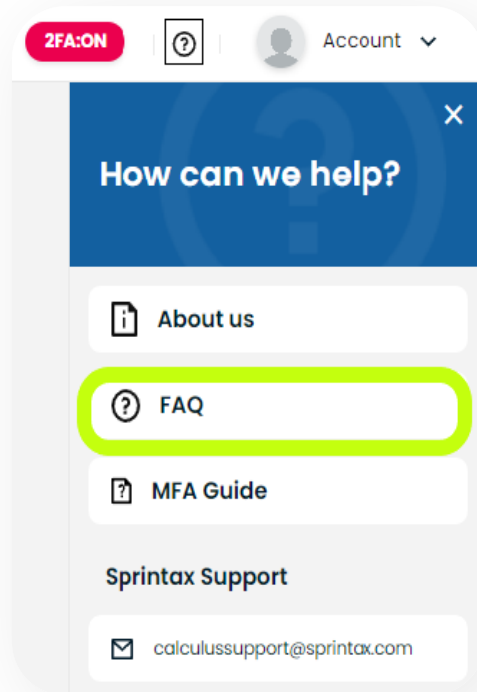 2FA:ON
Account
How can we help?
About us
FAQ
MFA Guide
Sprintax Support
calculussupport@sprintax.com